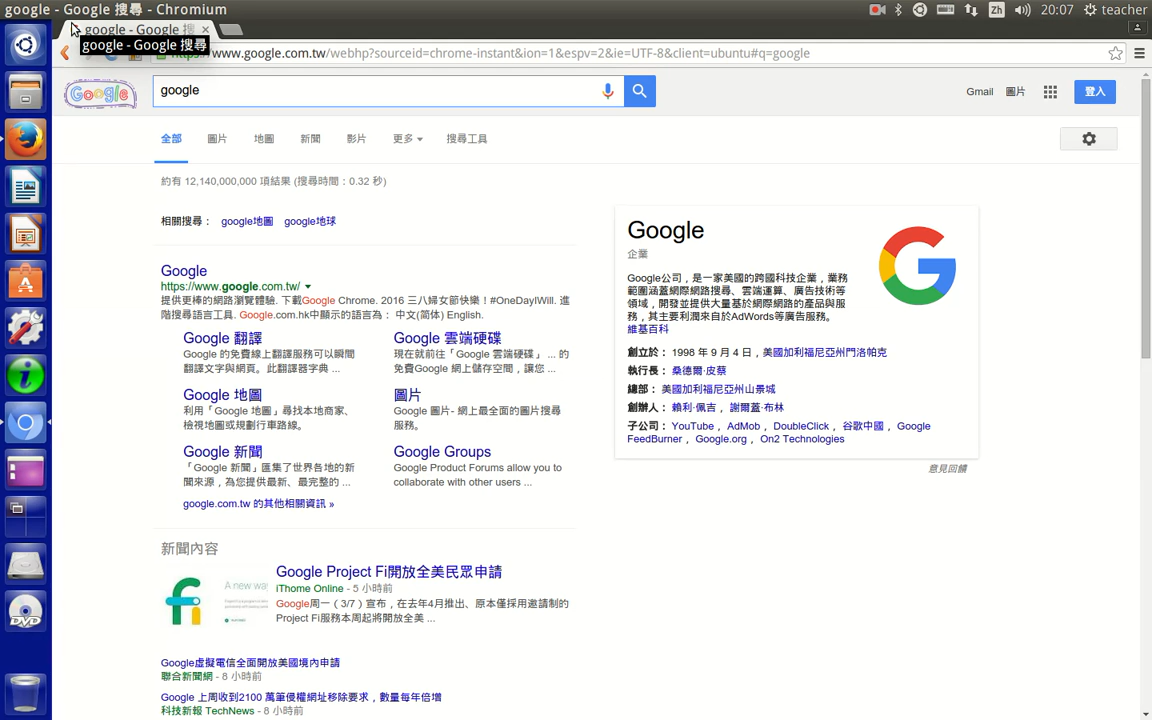 google - Google 搜尋 - Chromium
Zh
20:07
teacher
google - Google 搜
google - Google 搜尋
https://www.google.com.tw/webhp?sourceid=chrome-instant&ion=1&espv=2&ie=UTF-8&client=ubuntu#q=google
Google
google
Gmail
圖片
登入
全部
圖片
地圖
新聞
影片
更多
搜尋工具
約有 12,140,000,000 項結果 (搜尋時間：0.32 秒)
相關搜尋： google地圖 google地球
Google
https://www.google.com.tw/
提供更棒的網路瀏覽體驗. 下載Google Chrome. 2016 三八婦女節快樂！#OneDayIWill. 進
階搜尋語言工具. Google.com.hk中顯示的語言為： 中文(简体) English.
Google 翻譯
Google 的免費線上翻譯服務可以瞬間
翻譯文字與網頁。此翻譯器字典 ...
Google 雲端硬碟
現在就前往「Google 雲端硬碟」 ... 的
免費Google 網上儲存空間，讓您 ...
Google 地圖
利用「Google 地圖」尋找本地商家、
檢視地圖或規劃行車路線。
圖片
Google 圖片- 網上最全面的圖片搜尋
服務。
Google 新聞
「Google 新聞」匯集了世界各地的新
聞來源，為您提供最新、最完整的 ...
Google Groups
Google Product Forums allow you to
collaborate with other users ...
google.com.tw 的其他相關資訊 »
新聞內容
Google Project Fi開放全美民眾申請
iThome Online - 5 小時前
Google周一（3/7）宣布，在去年4月推出、原本僅採用邀請制的
Project Fi服務本周起將開放全美 ...
A new way
Google虛擬電信全面開放美國境內申請
聯合新聞網 - 8 小時前
Google 上周收到2100 萬筆侵權網址移除要求，數量每年倍增
科技新報 TechNews - 8 小時前
Google
企業
Google公司，是一家美國的跨國科技企業，業務
範圍涵蓋網際網路搜尋、雲端運算、廣告技術等
領域，開發並提供大量基於網際網路的產品與服
務，其主要利潤來自於AdWords等廣告服務。
維基百科
創立於： 1998 年 9 月 4 日，美國加利福尼亞州門洛帕克
執行長： 桑德爾·皮蔡
總部： 美國加利福尼亞州山景城
創辦人： 賴利·佩吉， 謝爾蓋·布林
子公司： YouTube， AdMob， DoubleClick， 谷歌中國， Google
FeedBurner， Google.org， On2 Technologies
意見回饋
DVD